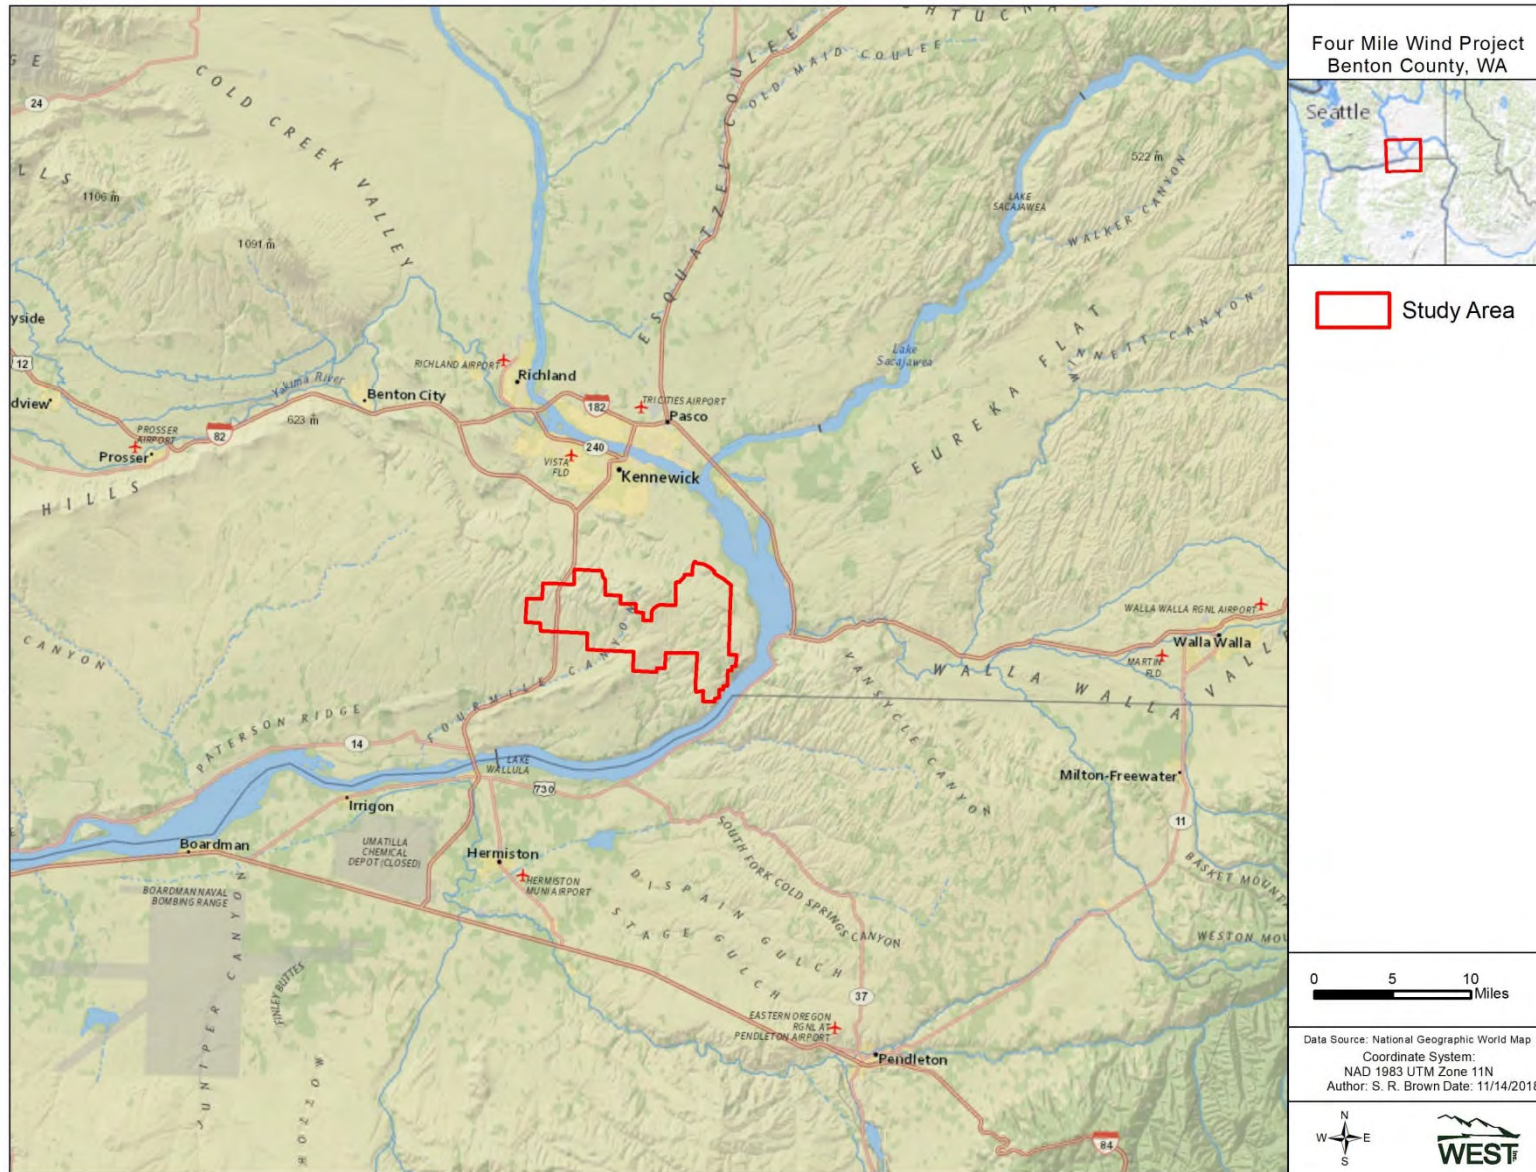 Four Mile Wind Project
Benton County, WA
Seattle
Study Area
0 5 10
Miles
Data Source: National Geographic World Map
Coordinate System:
NAD 1983 UTM Zone 11N
Author: S. R. Brown Date: 11/14/2018
N
W E
S
WEST
24
COLD CREEK VALLEY
ESQUATZEL COULEE
OLD MAID COULEE
1106 m
1091 m
522 m
LAKE
SACAJAWEA
WALKER CANYON
yside
12
dview
Yakima River
Benton City
RICHLAND AIRPORT
Richland
182
TRI CITIES AIRPORT
Pasco
Lake
Sacajawea
EUREKA FLAT
WINNETT CANYON
623 m
82
PROSSER
AIRPORT
Prosser
240
VISTA
FLD
Kennewick
HILLS
CANYON
FOURMILE CANYON
PATERSON RIDGE
14
LAKE
WALLULA
730
WALLA WALLA RGNL AIRPORT
Walla Walla
MARTIN
FLD
WALLA WALLA VALLE
VANSYCLE CANYON
Milton-Freewater
11
Irrigon
Boardman
UMATILLA
CHEMICAL
DEPOT (CLOSED)
Hermiston
HERMISTON
MUNI AIRPORT
BOARDMAN NAVAL
BOMBING RANGE
JUNIPER CANYON
FINLEY BUTTES
HOLLOW
DISPAIN GULCH
STAGE GULCH
SOUTH FORK COLD SPRINGS CANYON
BASKET MOUNTA
WESTON MOU
37
EASTERN OREGON
RGNL AT
PENDLETON AIRPORT
Pendleton
84